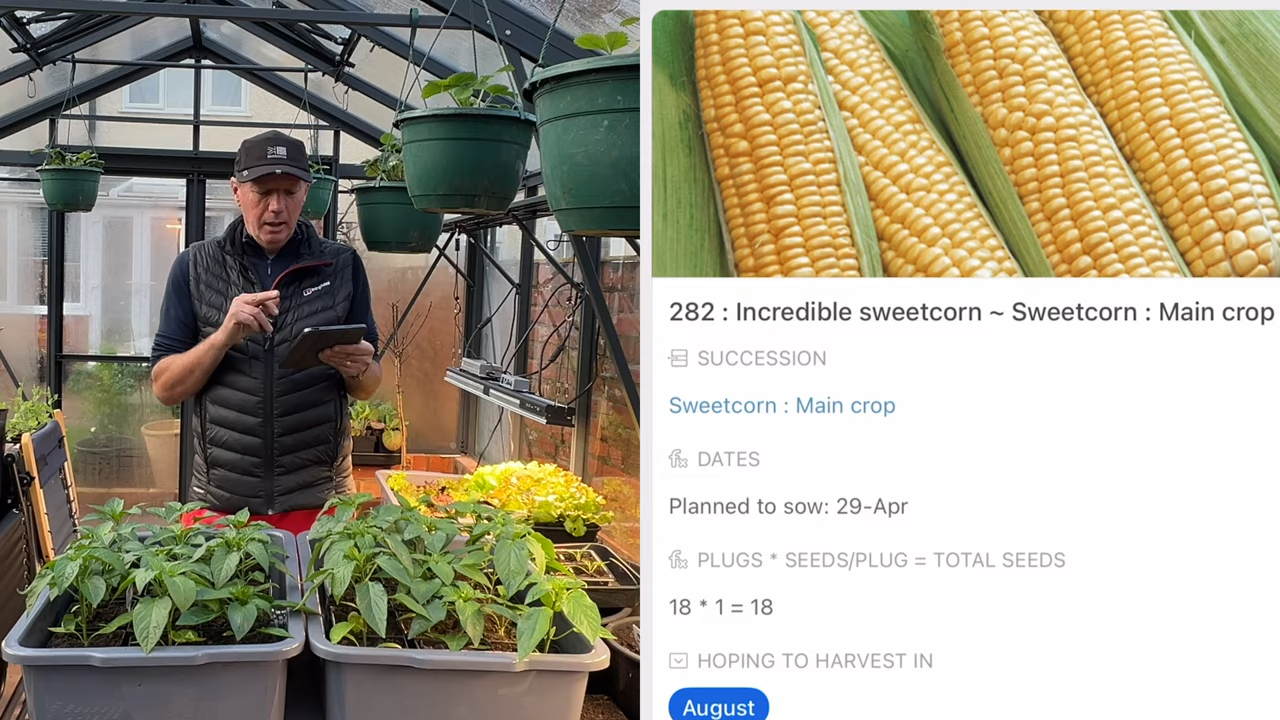 282 : Incredible sweetcorn ~ Sweetcorn : Main crop
SUCCESSION
Sweetcorn : Main crop
DATES
Planned to sow: 29-Apr
PLUGS * SEEDS/PLUG = TOTAL SEEDS
18 * 1 = 18
HOPING TO HARVEST IN
August